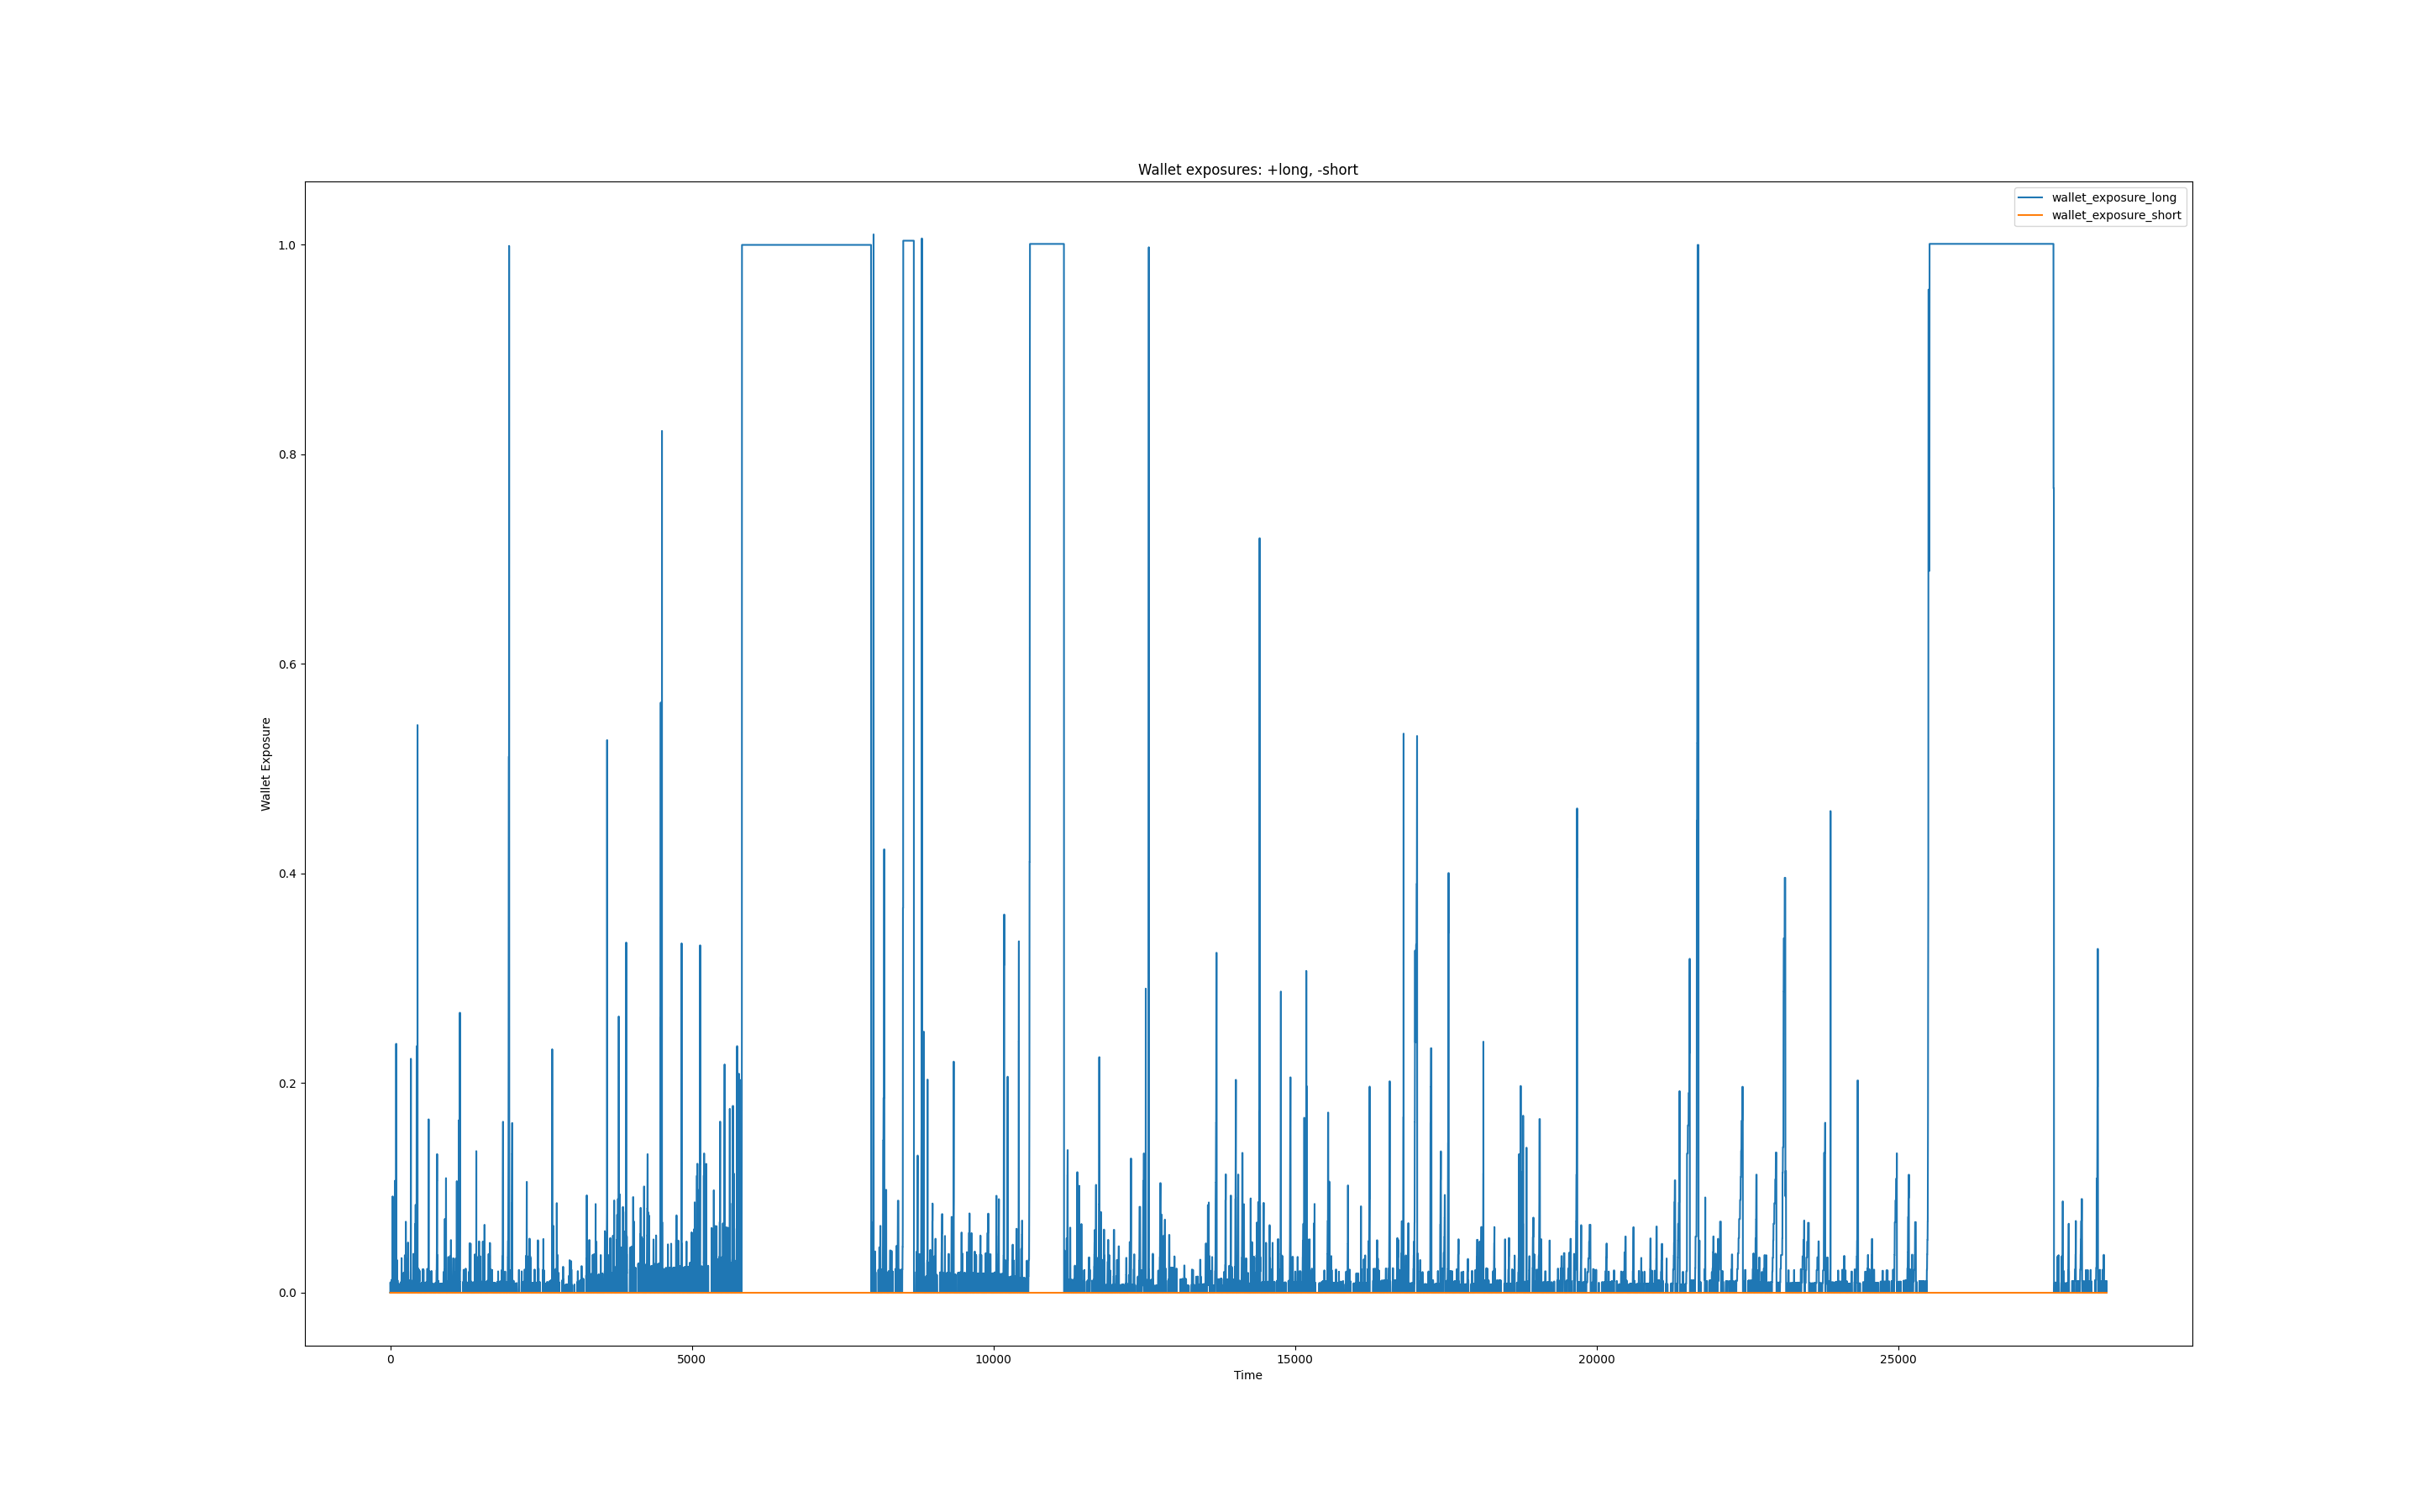 Wallet exposures: +long, -short
wallet_exposure_long
wallet_exposure_short
1.0
0.8
0.6
0.4
0.2
0.0
Wallet Exposure
0 5000 10000 15000 20000 25000
Time